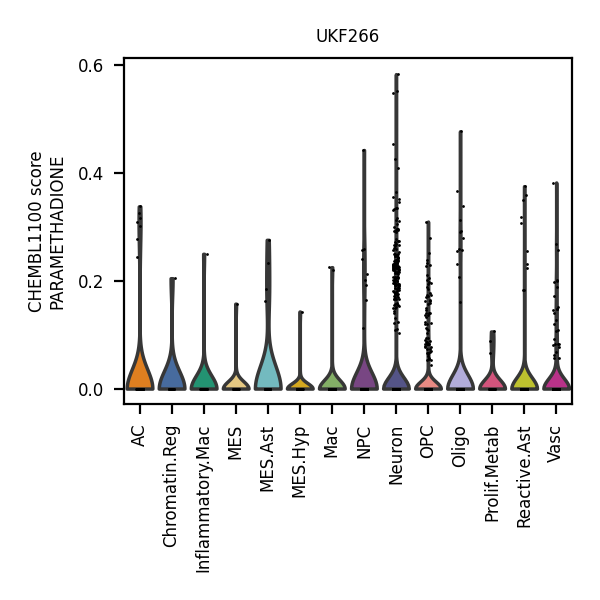 UKF266
CHEMBL1100 score
PARAMETHADIONE
0.6
0.4
0.2
0.0
AC
Chromatin.Reg
Inflammatory.Mac
MES
MES.Ast
MES.Hyp
Mac
NPC
Neuron
OPC
Oligo
Prolif.Metab
Reactive.Ast
Vasc